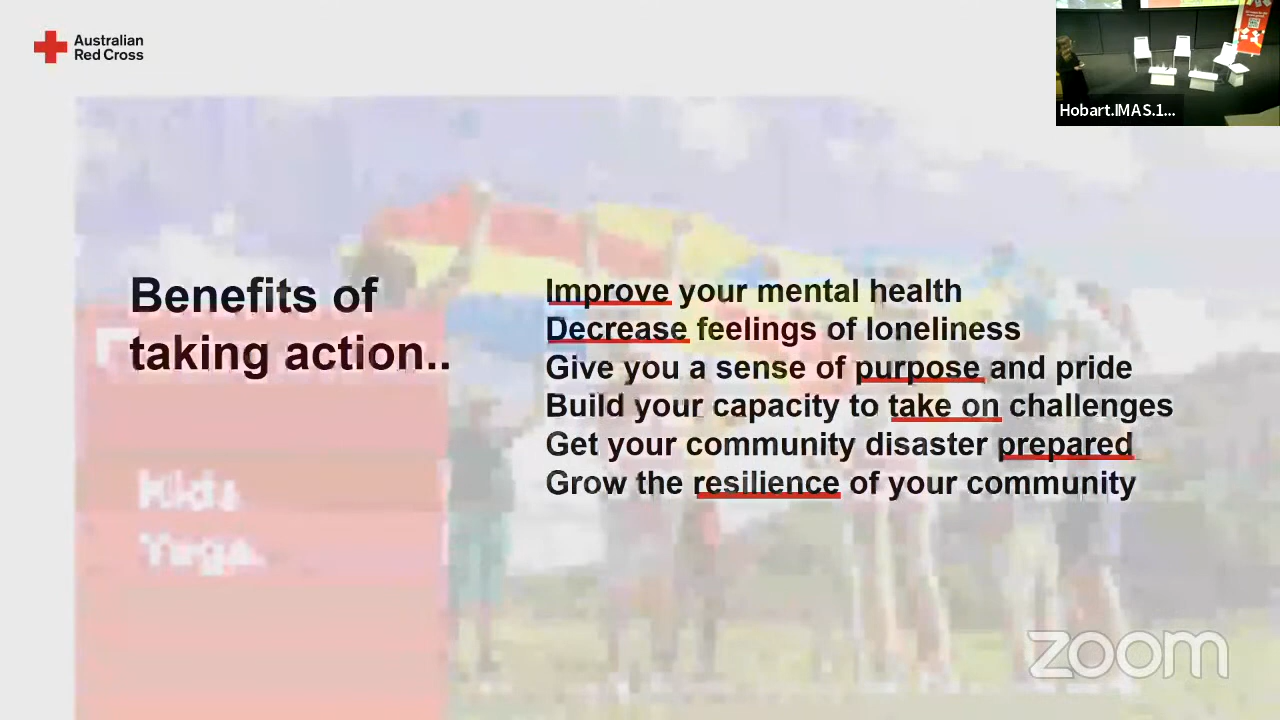 Australian
Red Cross
Hobart.IMAS.1...
Benefits of
taking action..
Improve your mental health
Decrease feelings of loneliness
Give you a sense of purpose and pride
Build your capacity to take on challenges
Get your community disaster prepared
Grow the resilience of your community
Kids
Yoga.
zoom